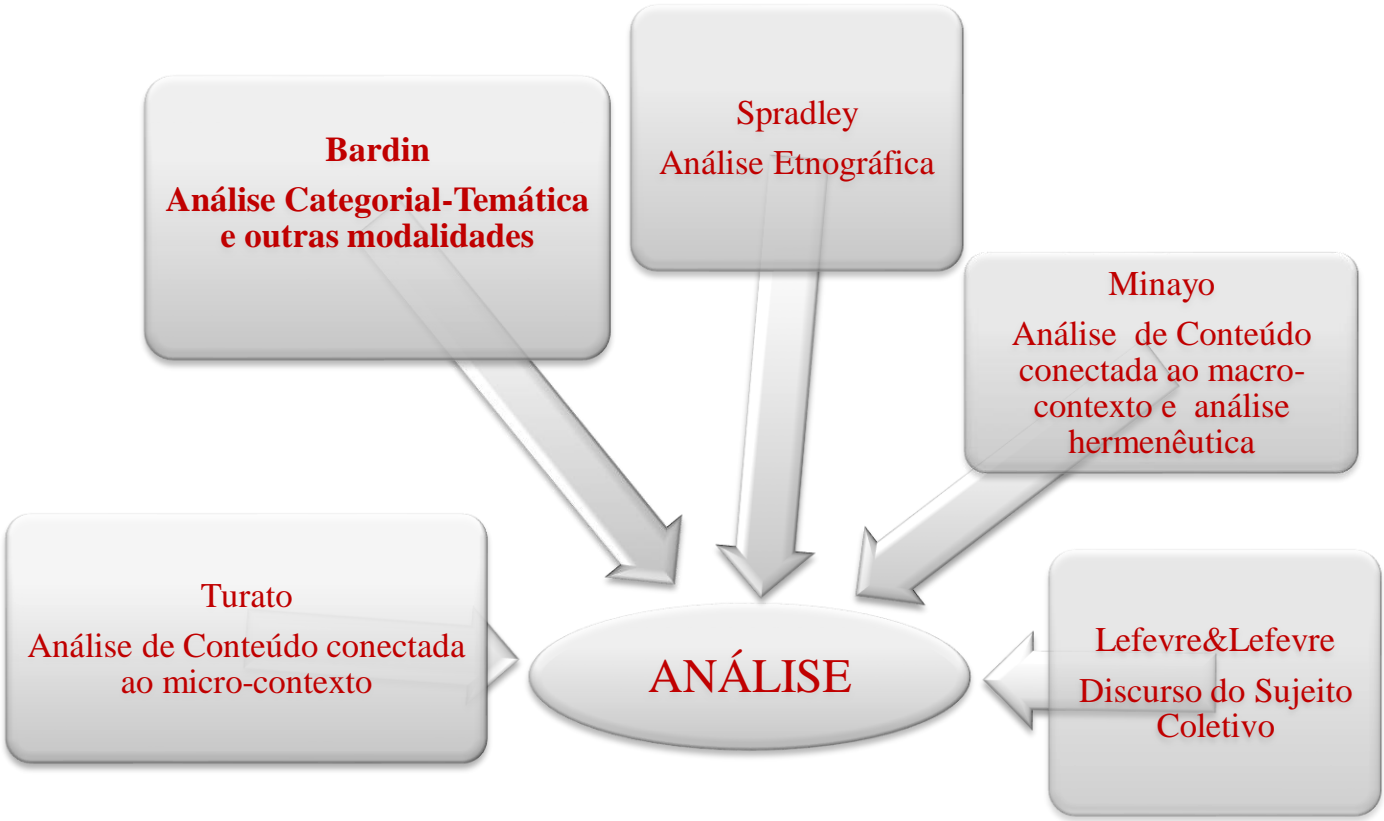 Bardin
Análise Categorial-Temática
e outras modalidades
Spradley
Análise Etnográfica
Minayo
Análise de Conteúdo
conectada ao macro-
contexto e análise
hermenêutica
Turato
Análise de Conteúdo conectada
ao micro-contexto
ANÁLISE
Lefevre&Lefevre
Discurso do Sujeito
Coletivo